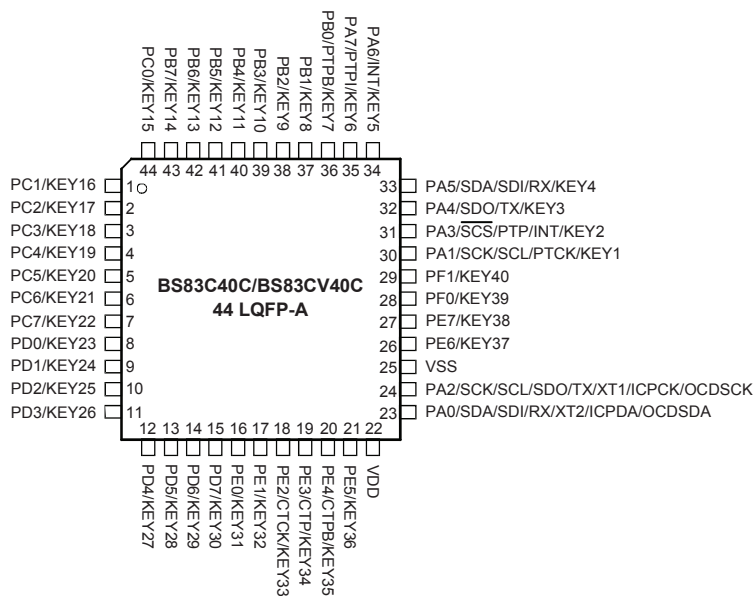 PC0/KEY15
PB7/KEY14
PB6/KEY13
PB5/KEY12
PB4/KEY11
PB3/KEY10
PB2/KEY9
PB1/KEY8
PB0/PTPB/KEY7
PA7/PTPI/KEY6
PA6/INT/KEY5
44 43 42 41 40 39 38 37 36 35 34
PC1/KEY16 1
PC2/KEY17 2
PC3/KEY18 3
PC4/KEY19 4
PC5/KEY20 5
PC6/KEY21 6
PC7/KEY22 7
PD0/KEY23 8
PD1/KEY24 9
PD2/KEY25 10
PD3/KEY26 11
BS83C40C/BS83CV40C
44 LQFP-A
33 PA5/SDA/SDI/RX/KEY4
32 PA4/SDO/TX/KEY3
31 PA3/SCS/PTP/INT/KEY2
30 PA1/SCK/SCL/PTCK/KEY1
29 PF1/KEY40
28 PF0/KEY39
27 PE7/KEY38
26 PE6/KEY37
25 VSS
24 PA2/SCK/SCL/SDO/TX/XT1/ICPCK/OCDSCK
23 PA0/SDA/SDI/RX/XT2/ICPDA/OCDSDA
12 13 14 15 16 17 18 19 20 21 22
PD4/KEY27
PD5/KEY28
PD6/KEY29
PD7/KEY30
PE0/KEY31
PE1/KEY32
PE2/CTCK/KEY33
PE3/CTP/KEY34
PE4/CTPB/KEY35
PE5/KEY36
VDD